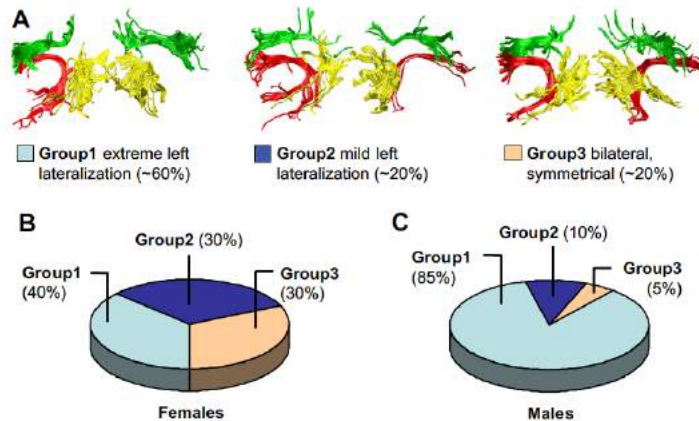 A
Group1 extreme left
lateralization (~60%)
Group2 mild left
lateralization (~20%)
Group3 bilateral,
symmetrical (~20%)
B
Group2 (30%)
Group1
(40%)
Group3
(30%)
Females
C
Group2 (10%)
Group1
(85%)
Group3
(5%)
Males